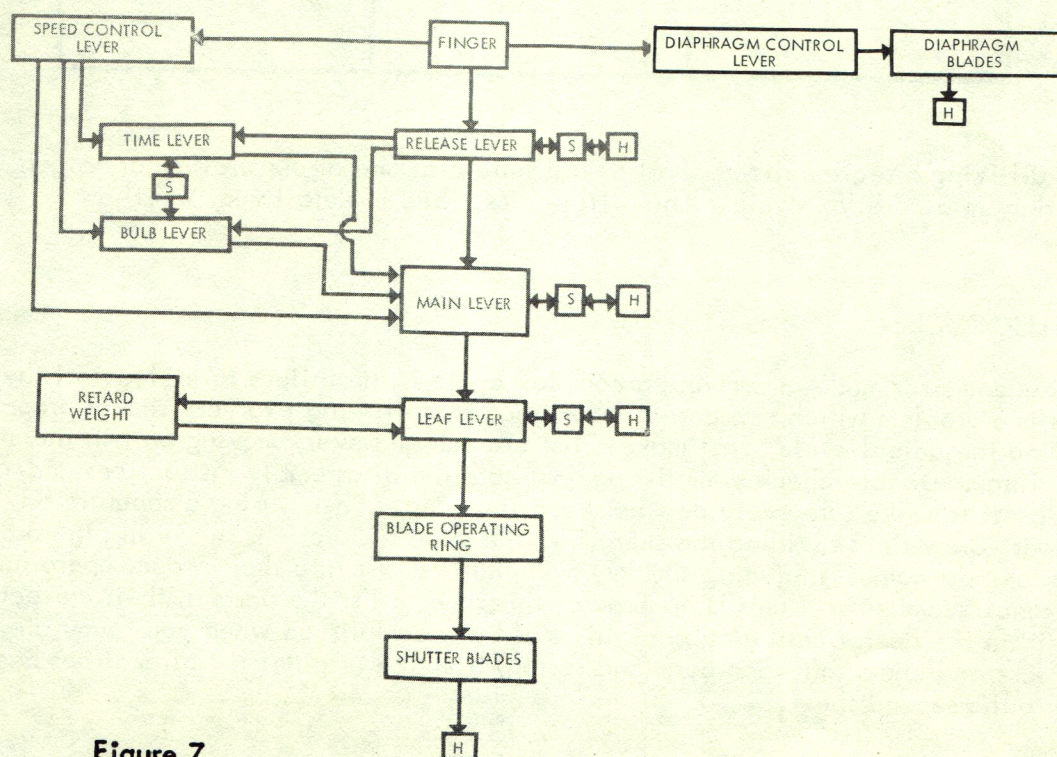 SPEED CONTROL
LEVER
FINGER
DIAPHRAGM CONTROL
LEVER
DIAPHRAGM
BLADES
H
TIME LEVER
RELEASE LEVER
S
H
S
BULB LEVER
MAIN LEVER
S
H
RETARD
WEIGHT
LEAF LEVER
S
H
BLADE OPERATING
RING
SHUTTER BLADES
H
Figure 7